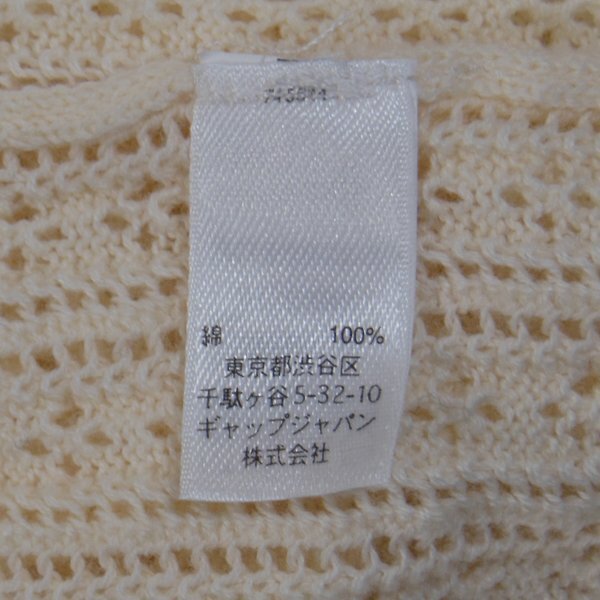 綿 100%
東京都渋谷区
千駄ヶ谷5-32-10
ギャップジャパン
株式会社